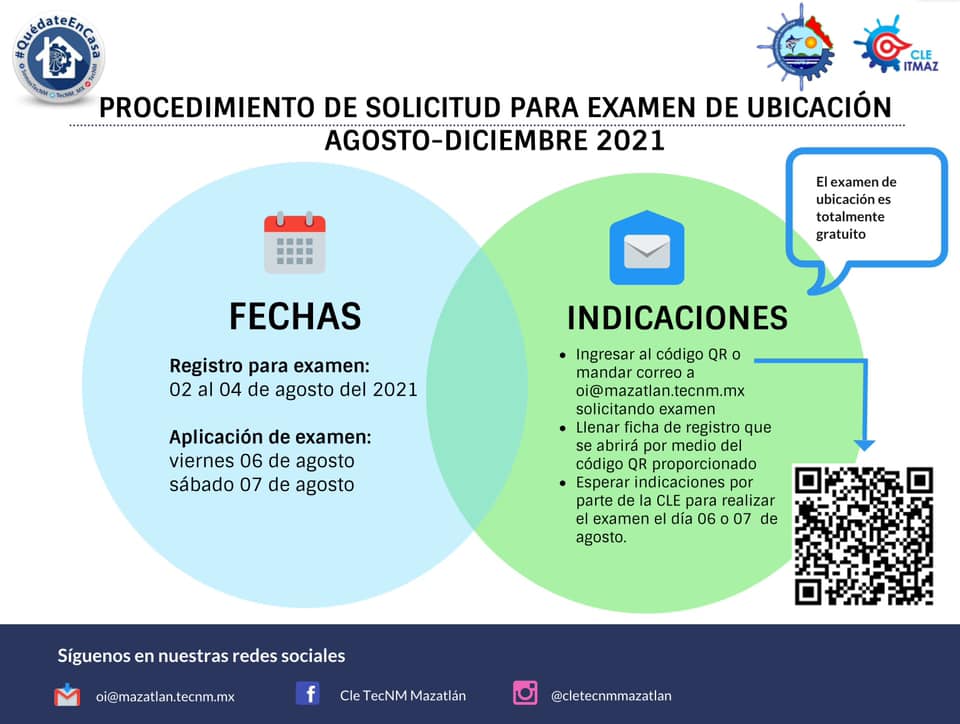 #QuédateEnCasa
CLE
ITMAZ
PROCEDIMIENTO DE SOLICITUD PARA EXAMEN DE UBICACIÓN
AGOSTO-DICIEMBRE 2021
El examen de
ubicación es
totalmente
gratuito
FECHAS
Registro para examen:
02 al 04 de agosto del 2021
Aplicación de examen:
viernes 06 de agosto
sábado 07 de agosto
INDICACIONES
• Ingresar al código QR o
mandar correo a
oi@mazatlan.tecnm.mx
solicitando examen
• Llenar ficha de registro que
se abrirá por medio del
código QR proporcionado
• Esperar indicaciones por
parte de la CLE para realizar
el examen el día 06 o 07 de
agosto.
Síguenos en nuestras redes sociales
oi@mazatlan.tecnm.mx
Cle TecNM Mazatlán
@cletecnmmazatlan